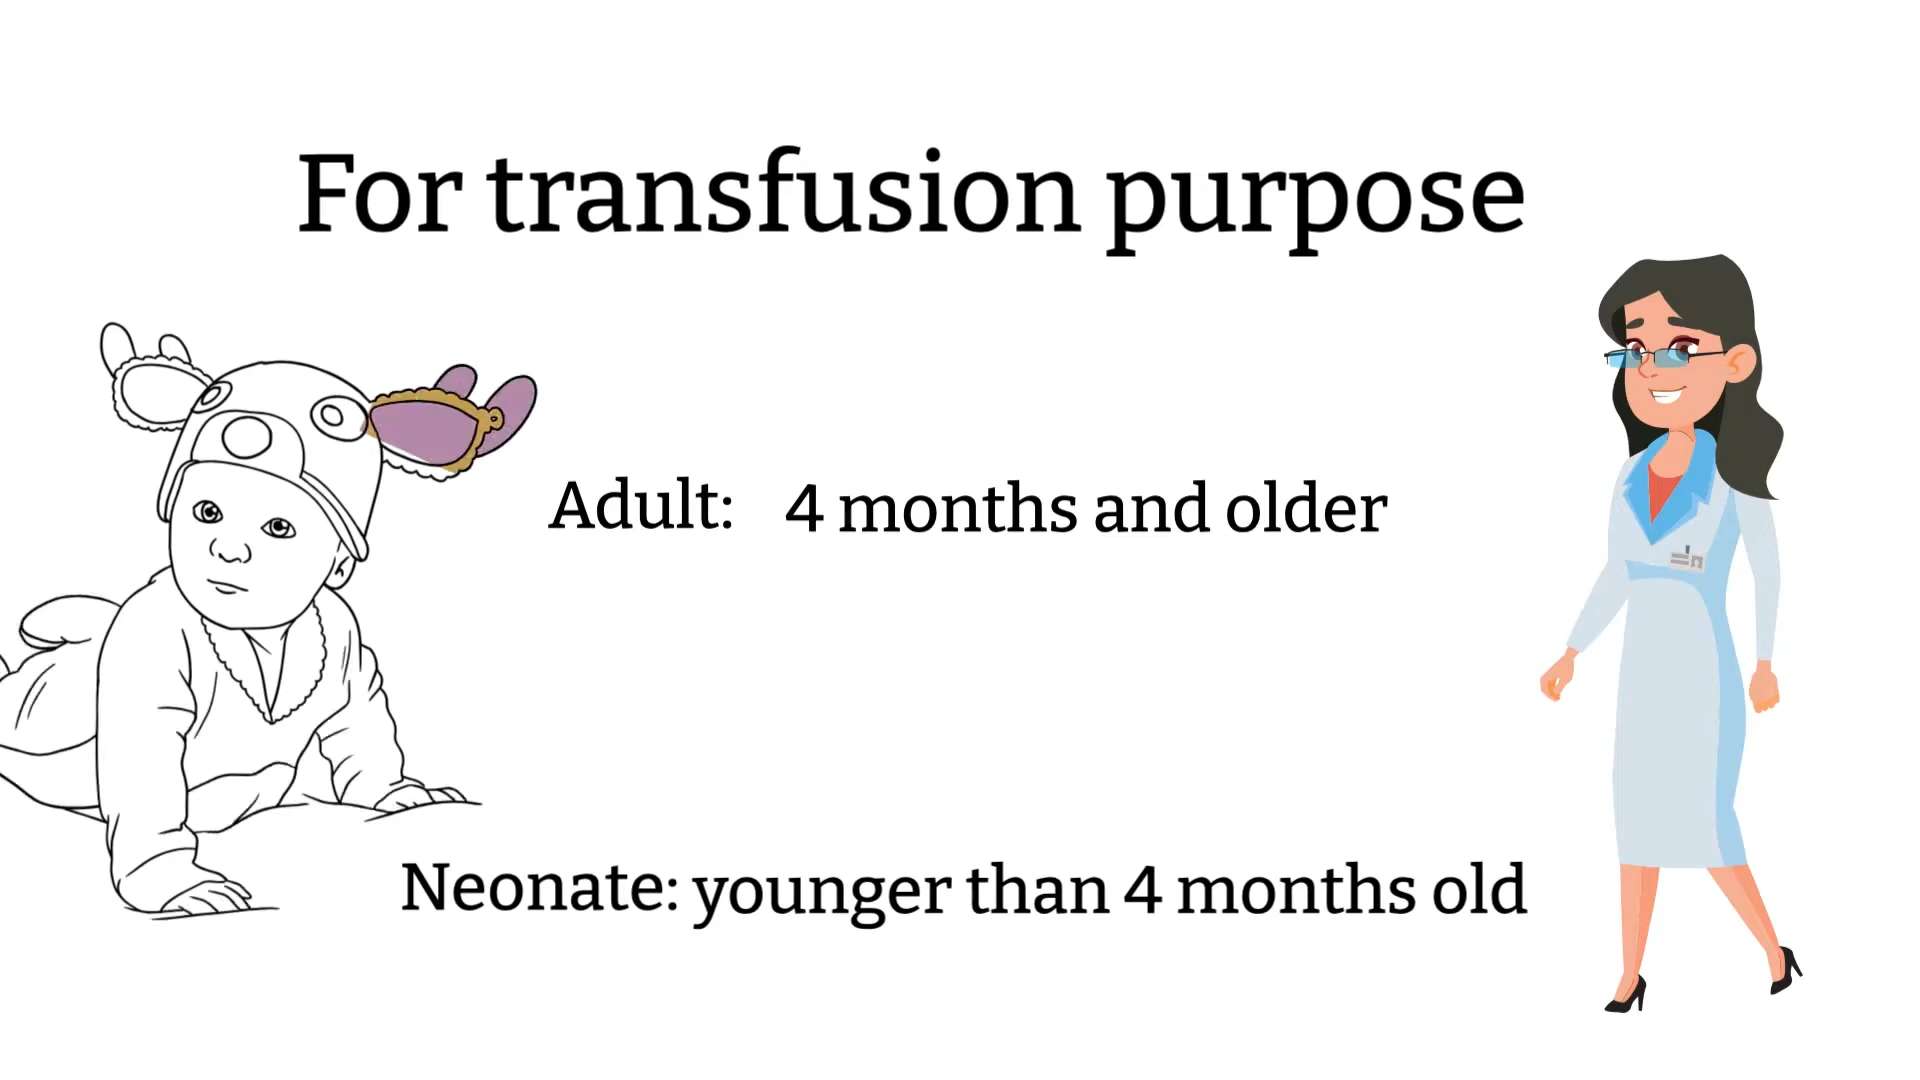 For transfusion purpose
Adult: 4 months and older
Neonate: younger than 4 months old